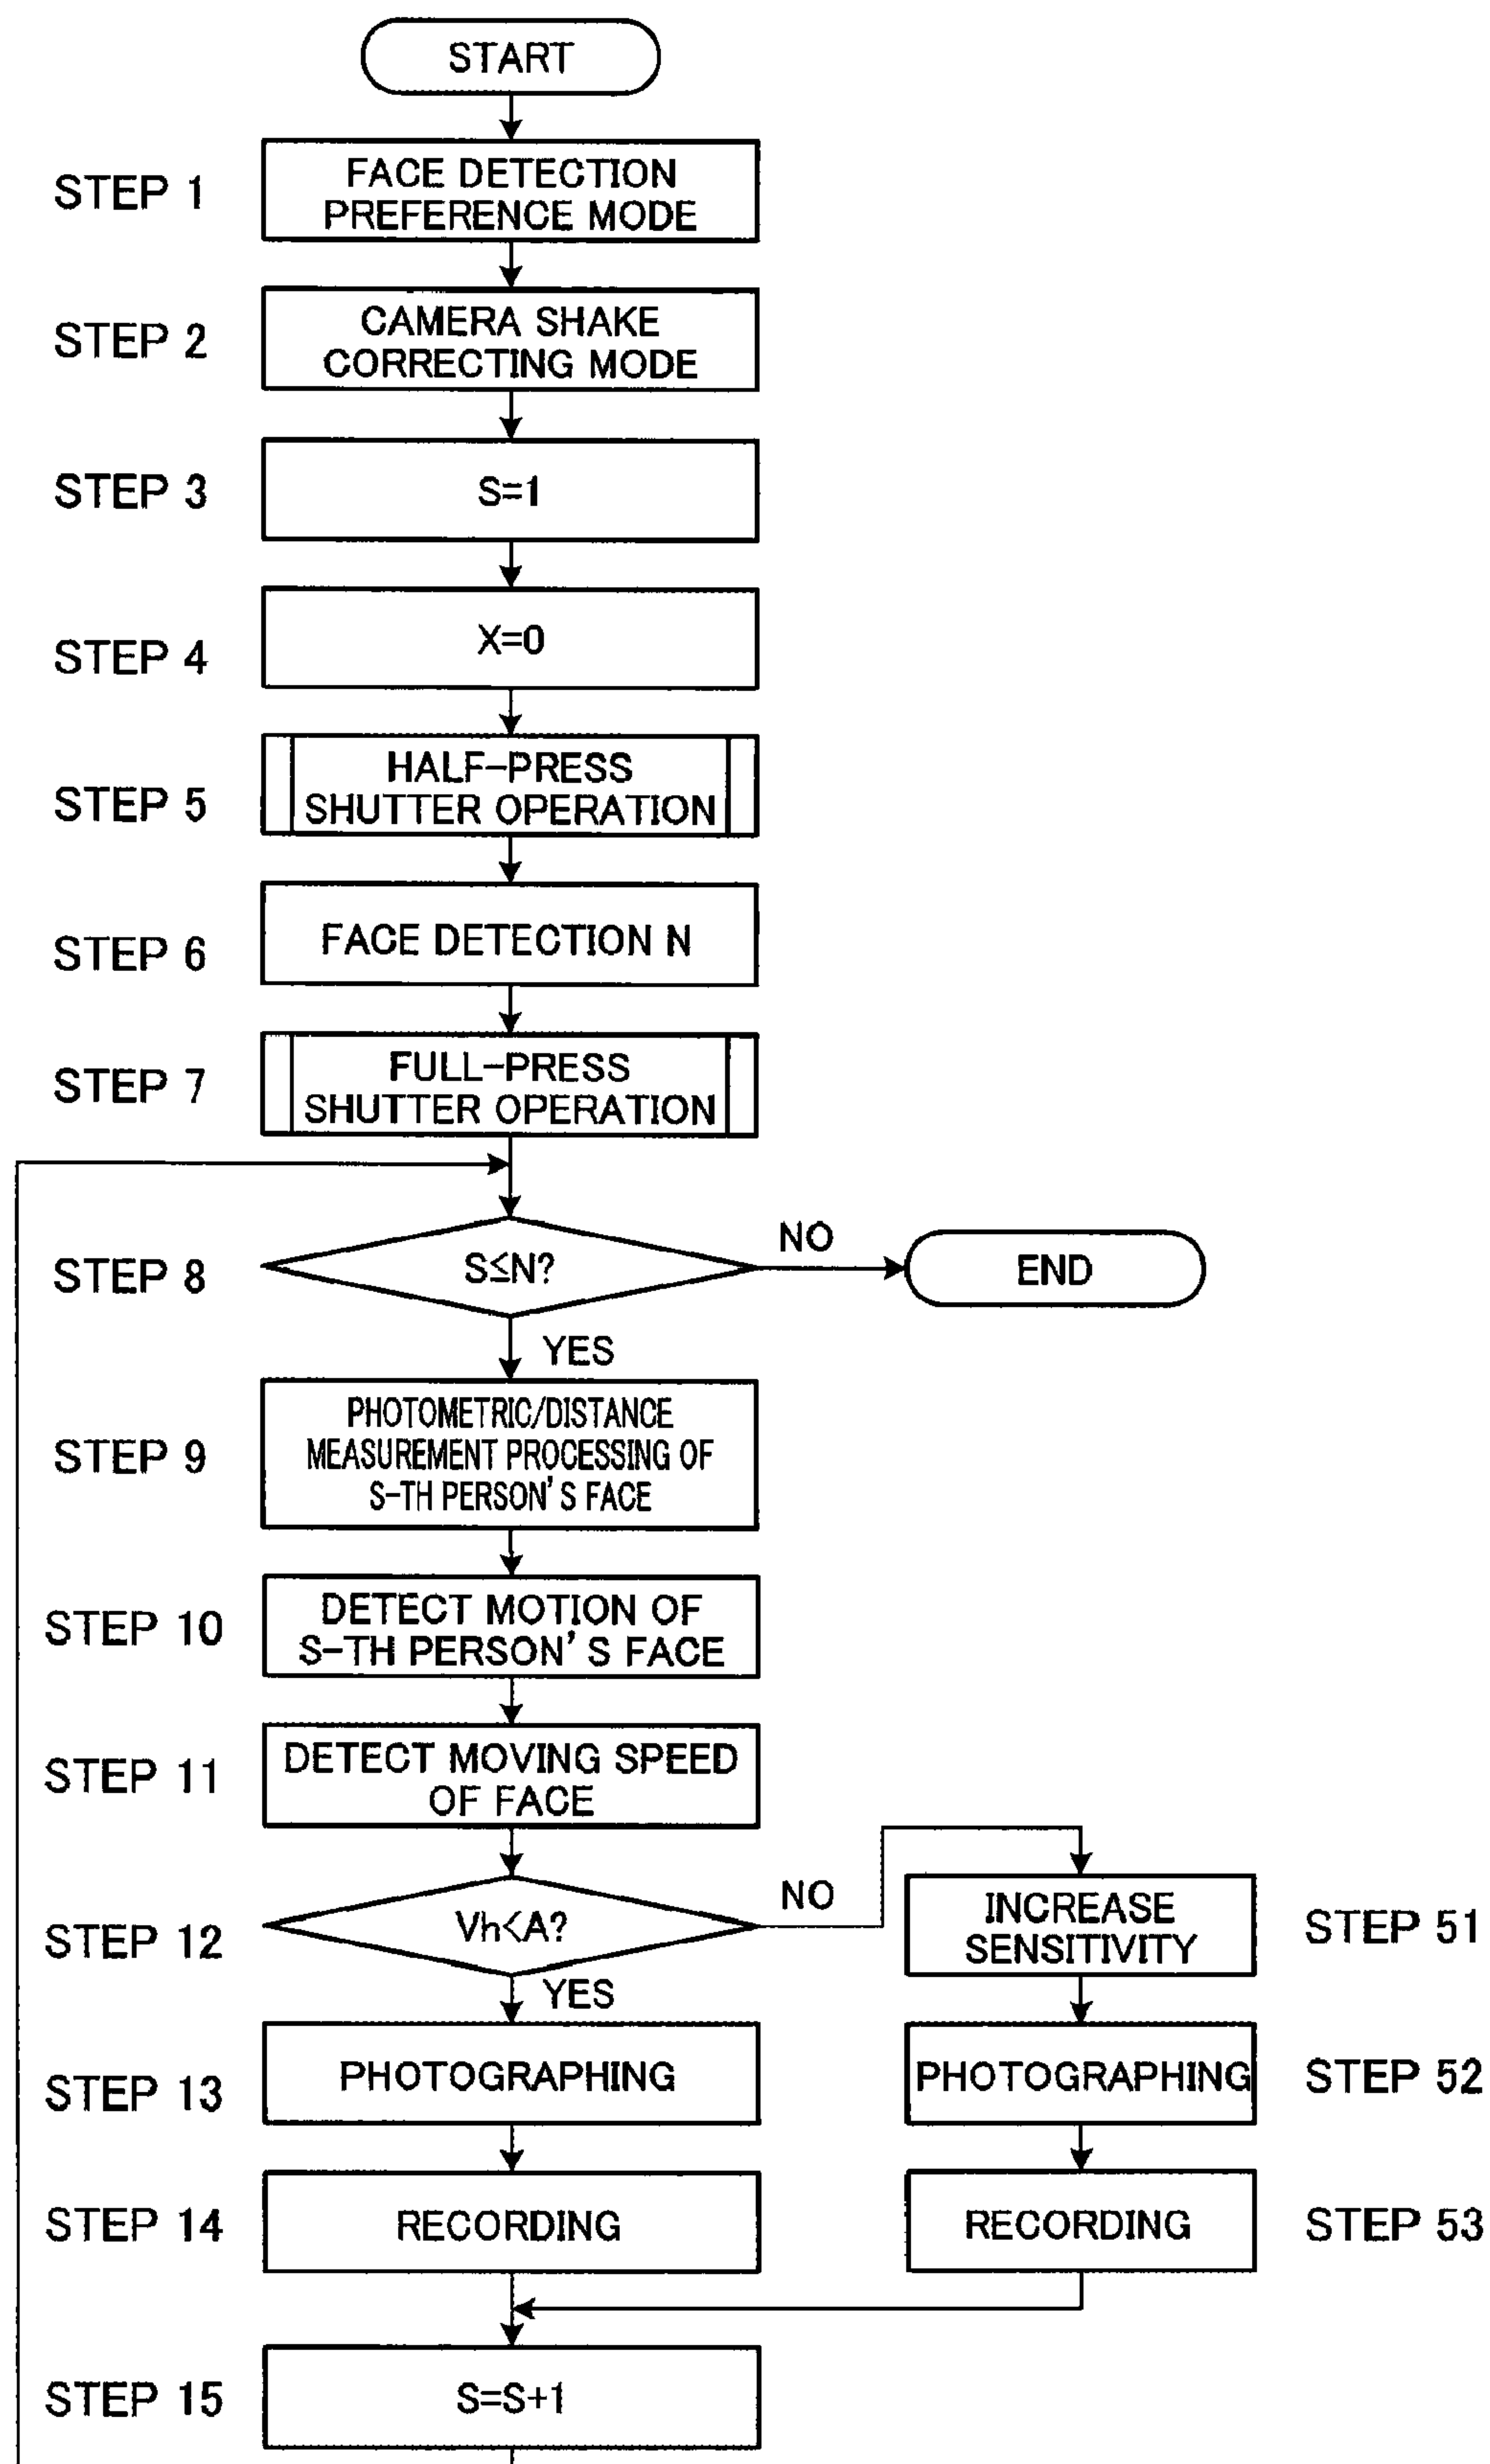 START
STEP 1
FACE DETECTION
PREFERENCE MODE
STEP 2
CAMERA SHAKE
CORRECTING MODE
STEP 3
S=1
STEP 4
X=0
STEP 5
HALF-PRESS
SHUTTER OPERATION
STEP 6
FACE DETECTION N
STEP 7
FULL-PRESS
SHUTTER OPERATION
STEP 8
S≤N?
NO
END
YES
STEP 9
PHOTOMETRIC/DISTANCE
MEASUREMENT PROCESSING OF
S-TH PERSON'S FACE
STEP 10
DETECT MOTION OF
S-TH PERSON'S FACE
STEP 11
DETECT MOVING SPEED
OF FACE
STEP 12
Vh<A?
NO
INCREASE
SENSITIVITY
STEP 51
YES
STEP 13
PHOTOGRAPHING
PHOTOGRAPHING
STEP 52
STEP 14
RECORDING
RECORDING
STEP 53
STEP 15
S=S+1